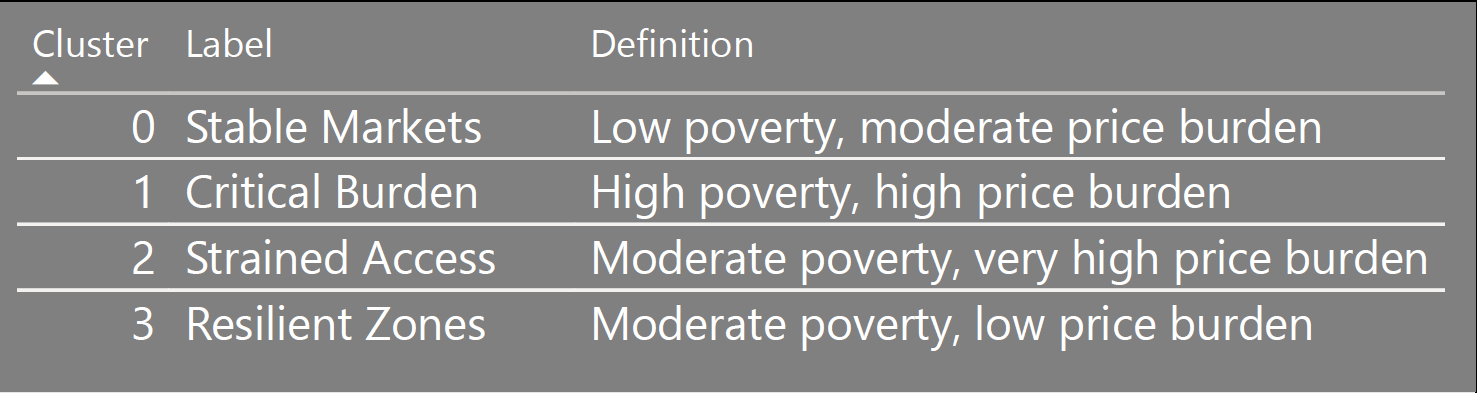 Cluster Label Definition
0 Stable Markets Low poverty, moderate price burden
1 Critical Burden High poverty, high price burden
2 Strained Access Moderate poverty, very high price burden
3 Resilient Zones Moderate poverty, low price burden